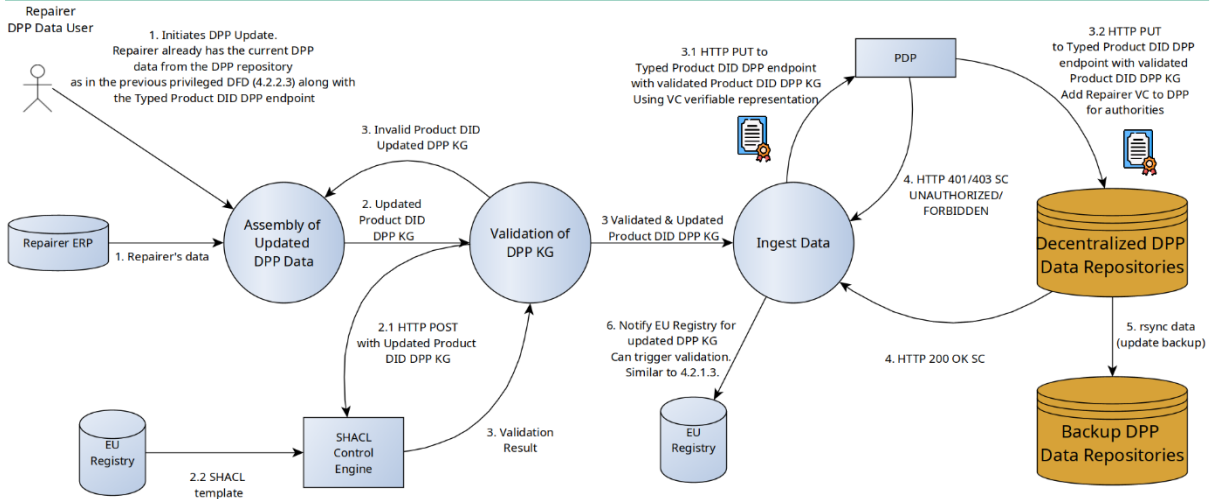 Repairer
DPP Data User
1. Initiates DPP Update.
Repairer already has the current DPP
data from the DPP repository
as in the previous privileged DFD (4.2.2.3) along with
the Typed Product DID DPP endpoint
Repairer ERP
1. Repairer's data
Assembly of
Updated
DPP Data
3. Invalid Product DID
Updated DPP KG
2. Updated
Product DID
DPP KG
Validation of
DPP KG
2.1 HTTP POST
with Updated Product
DID DPP KG
EU
Registry
2.2 SHACL
template
SHACL
Control
Engine
3. Validation
Result
3 Validated & Updated
Product DID DPP KG
3.1 HTTP PUT to
Typed Product DID DPP endpoint
with validated Product DID DPP KG
Using VC verifiable representation
PDP
3.2 HTTP PUT
to Typed Product DID DPP
endpoint with validated
Product DID DPP KG
Add Repairer VC to DPP
for authorities
4. HTTP 401/403 SC
UNAUTHORIZED/
FORBIDDEN
Ingest Data
Decentralized DPP
Data Repositories
6. Notify EU Registry for
updated DPP KG
Can trigger validation.
Similar to 4.2.1.3.
4. HTTP 200 OK SC
5. rsync data
(update backup)
EU
Registry
Backup DPP
Data Repositories